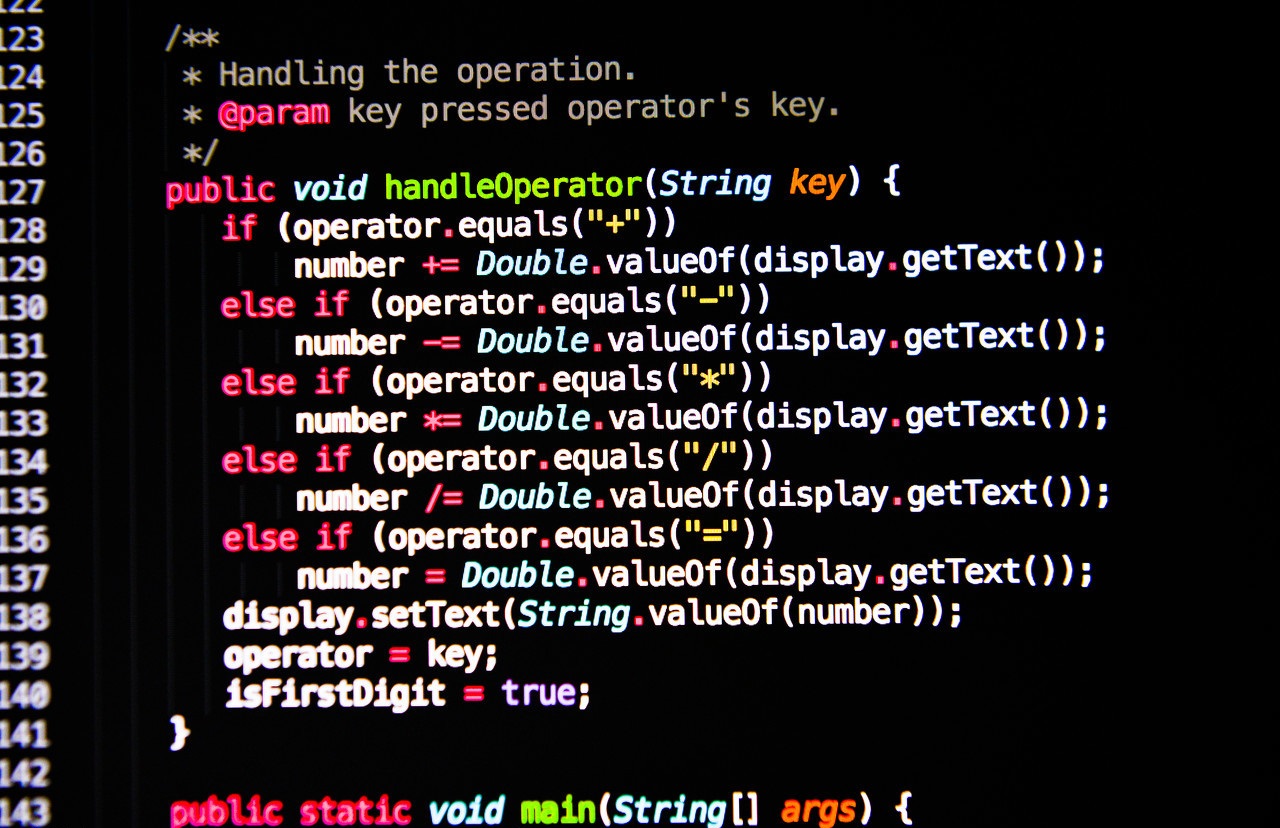 122
123 /**
124 * Handling the operation.
125 * @param key pressed operator's key.
126 */
127 public void handleOperator(String key) {
128 if (operator.equals("+"))
129 number += Double.valueOf(display.getText());
130 else if (operator.equals("-"))
131 number -= Double.valueOf(display.getText());
132 else if (operator.equals("*"))
133 number *= Double.valueOf(display.getText());
134 else if (operator.equals("/"))
135 number /= Double.valueOf(display.getText());
136 else if (operator.equals("="))
137 number = Double.valueOf(display.getText());
138 display.setText(String.valueOf(number));
139 operator = key;
140 isFirstDigit = true;
141 }
142
143 public static void main(String[] args) {